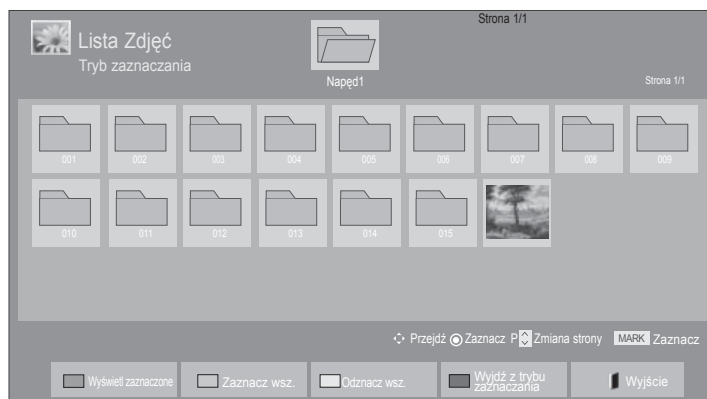 Strona 1/1
Lista Zdjęć
Tryb zaznaczania
Napęd1
Strona 1/1
001 002 003 004 005 006 007 008 009
010 011 012 013 014 015
Przejdź Zaznacz P Zmiana strony MARK Zaznacz
Wyświetl zaznaczone Zaznacz wsz. Odznacz wsz. Wyjdź z trybu zaznaczania Wyjście